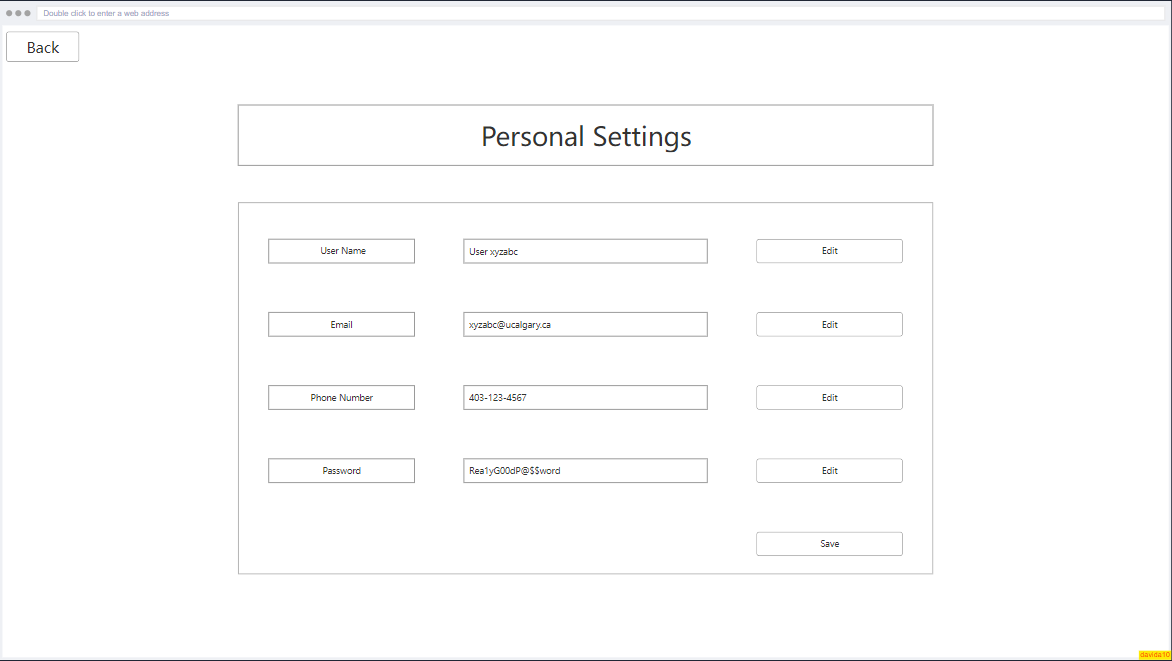 Double click to enter a web address
Back
Personal Settings
User Name
User xyzabc
Edit
Email
xyzabc@ucalgary.ca
Edit
Phone Number
403-123-4567
Edit
Password
Rea1yG00dP@$$word
Edit
Save
davida10